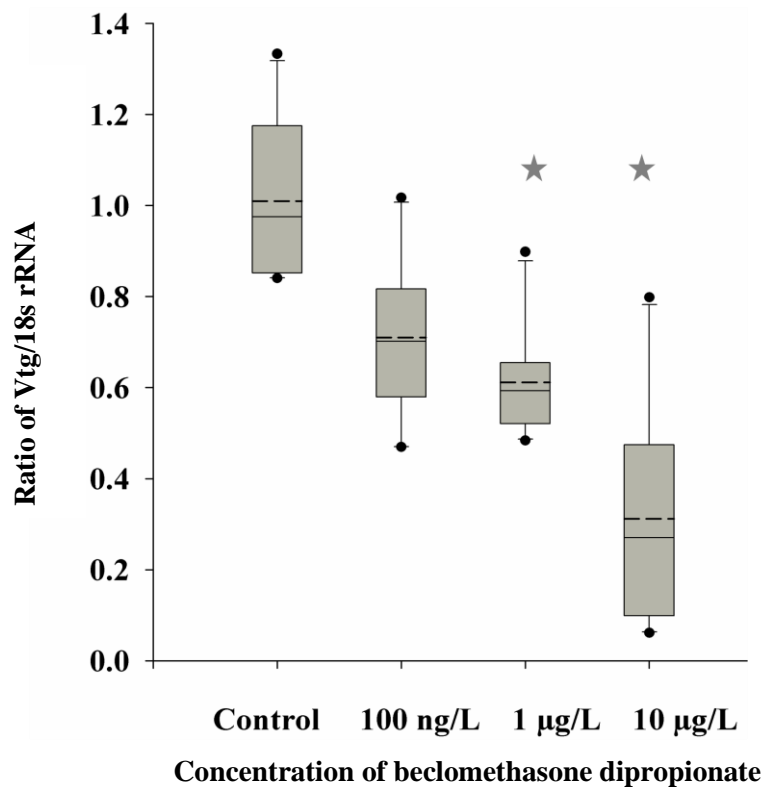 1.4
1.2
1.0
0.8
0.6
0.4
0.2
0.0
Ratio of Vtg/18s rRNA
Control 100 ng/L 1 µg/L 10 µg/L
Concentration of beclomethasone dipropionate